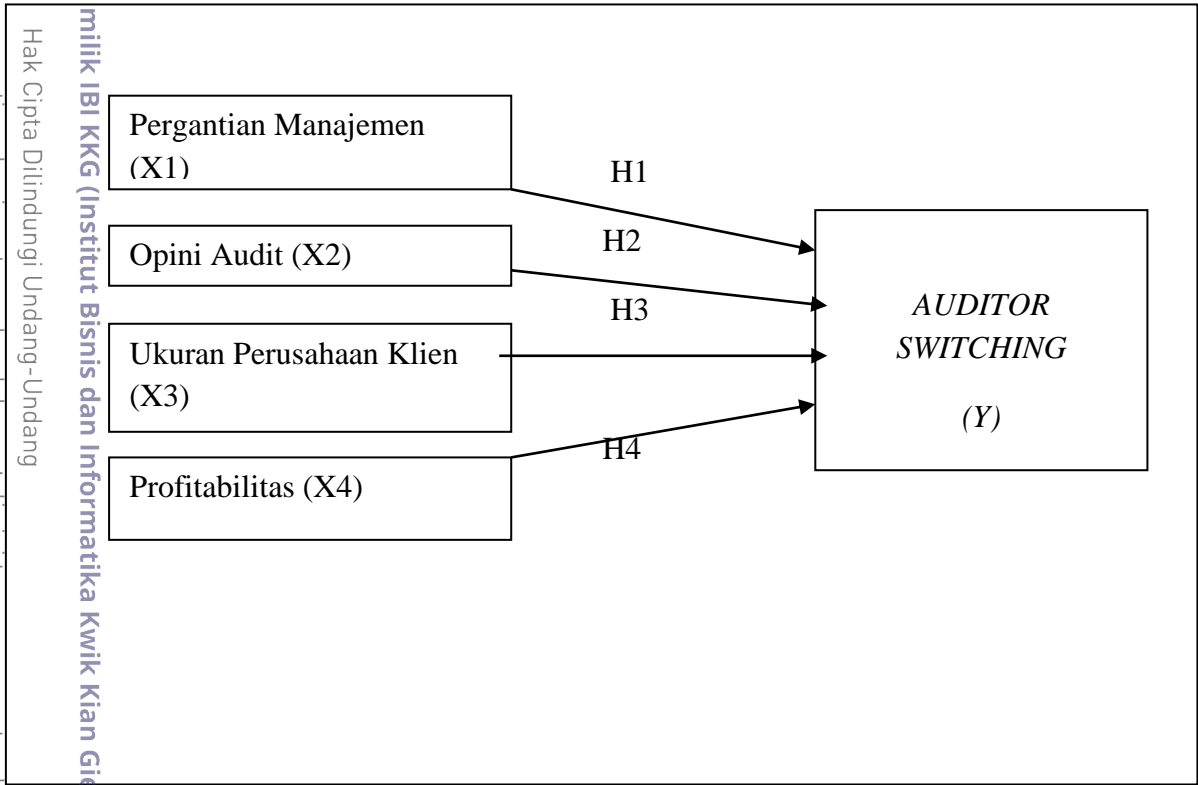 Hak Cipta Dilindungi Undang-Undang
milik IBI KKG (Institut Bisnis dan Informatika Kwik Kian Gie
Pergantian Manajemen
(X1)
H1
Opini Audit (X2)
H2
H3
Ukuran Perusahaan Klien
(X3)
AUDITOR
SWITCHING
(Y)
H4
Profitabilitas (X4)